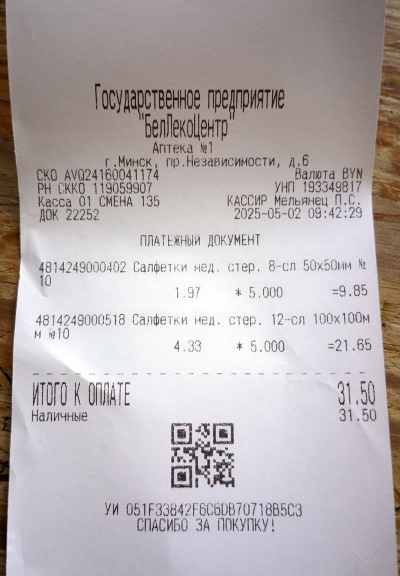 Государственное предприятие
"БелЛекоЦентр"
Аптека №1
г.Минск, пр.Независимости, д.6
СКО AVQ24160041174 Валюта BYN
РН СККО 119059907 УНП 193349817
Касса 01 СМЕНА 135 КАССИР Мельянец П.С.
ДОК 22252 2025-05-02 09:42:29
ПЛАТЕЖНЫЙ ДОКУМЕНТ
4814249000402 Салфетки мед. стер. 8-сл 50х50мм №
10
1.97 * 5.000 =9.85
4814249000518 Салфетки мед. стер. 12-сл 100х100м
м №10
4.33 * 5.000 =21.65
ИТОГО К ОПЛАТЕ 31.50
Наличные 31.50
УИ 051F33842F6C6DB70718B5C3
СПАСИБО ЗА ПОКУПКУ!